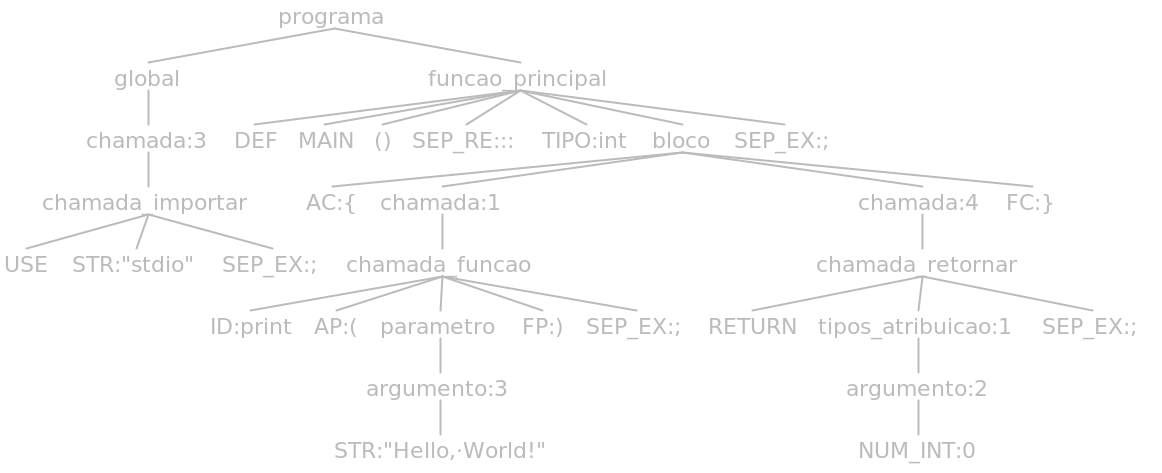 programa
global funcao_principal
chamada:3 DEF MAIN () SEP_RE::: TIPO:int bloco SEP_EX:;
chamada_importar AC:{ chamada:1 chamada:4 FC:}
USE STR:"stdio" SEP_EX:; chamada_funcao chamada_retornar
ID:print AP:( parametro FP:) SEP_EX:; RETURN tipos_atribuicao:1 SEP_EX:;
argumento:3 argumento:2
STR:"Hello,·World!" NUM_INT:0